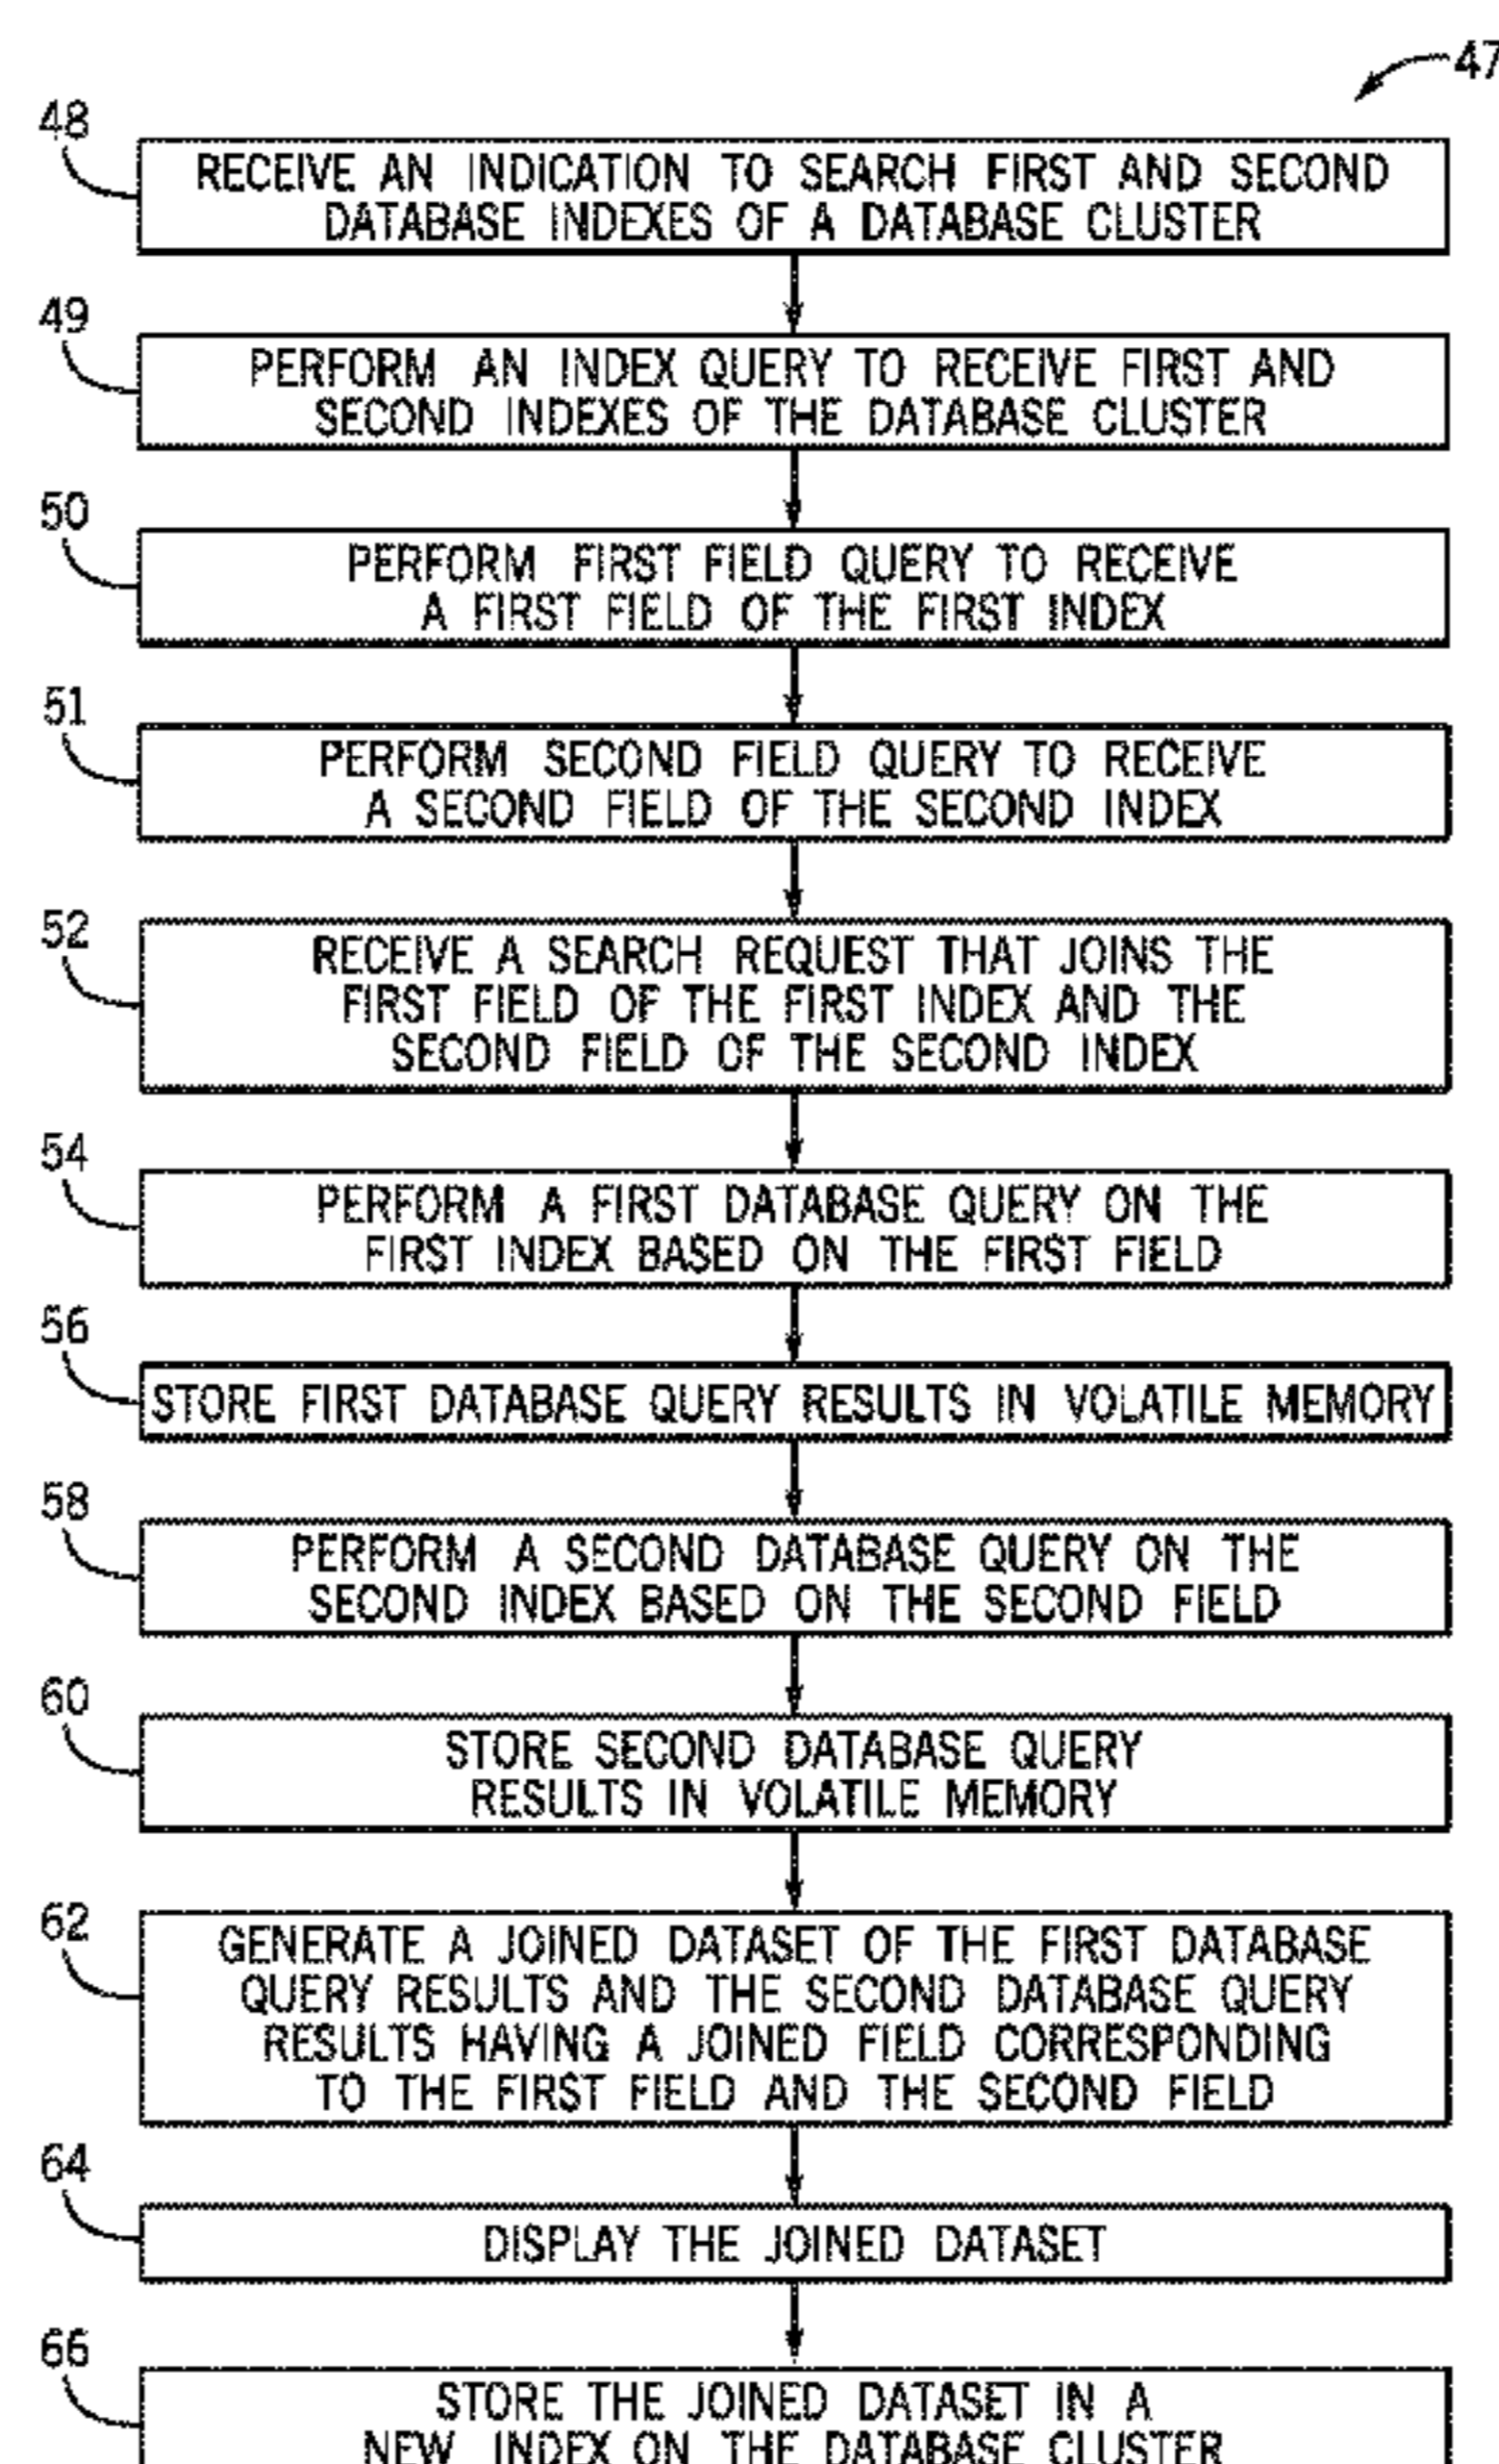 47
48
RECEIVE AN INDICATION TO SEARCH FIRST AND SECOND
DATABASE INDEXES OF A DATABASE CLUSTER
49
PERFORM AN INDEX QUERY TO RECEIVE FIRST AND
SECOND INDEXES OF THE DATABASE CLUSTER
50
PERFORM FIRST FIELD QUERY TO RECEIVE
A FIRST FIELD OF THE FIRST INDEX
51
PERFORM SECOND FIELD QUERY TO RECEIVE
A SECOND FIELD OF THE SECOND INDEX
52
RECEIVE A SEARCH REQUEST THAT JOINS THE
FIRST FIELD OF THE FIRST INDEX AND THE
SECOND FIELD OF THE SECOND INDEX
54
PERFORM A FIRST DATABASE QUERY ON THE
FIRST INDEX BASED ON THE FIRST FIELD
56
STORE FIRST DATABASE QUERY RESULTS IN VOLATILE MEMORY
58
PERFORM A SECOND DATABASE QUERY ON THE
SECOND INDEX BASED ON THE SECOND FIELD
60
STORE SECOND DATABASE QUERY
RESULTS IN VOLATILE MEMORY
62
GENERATE A JOINED DATASET OF THE FIRST DATABASE
QUERY RESULTS AND THE SECOND DATABASE QUERY
RESULTS HAVING A JOINED FIELD CORRESPONDING
TO THE FIRST FIELD AND THE SECOND FIELD
64
DISPLAY THE JOINED DATASET
66
STORE THE JOINED DATASET IN A
NEW INDEX ON THE DATABASE CLUSTER